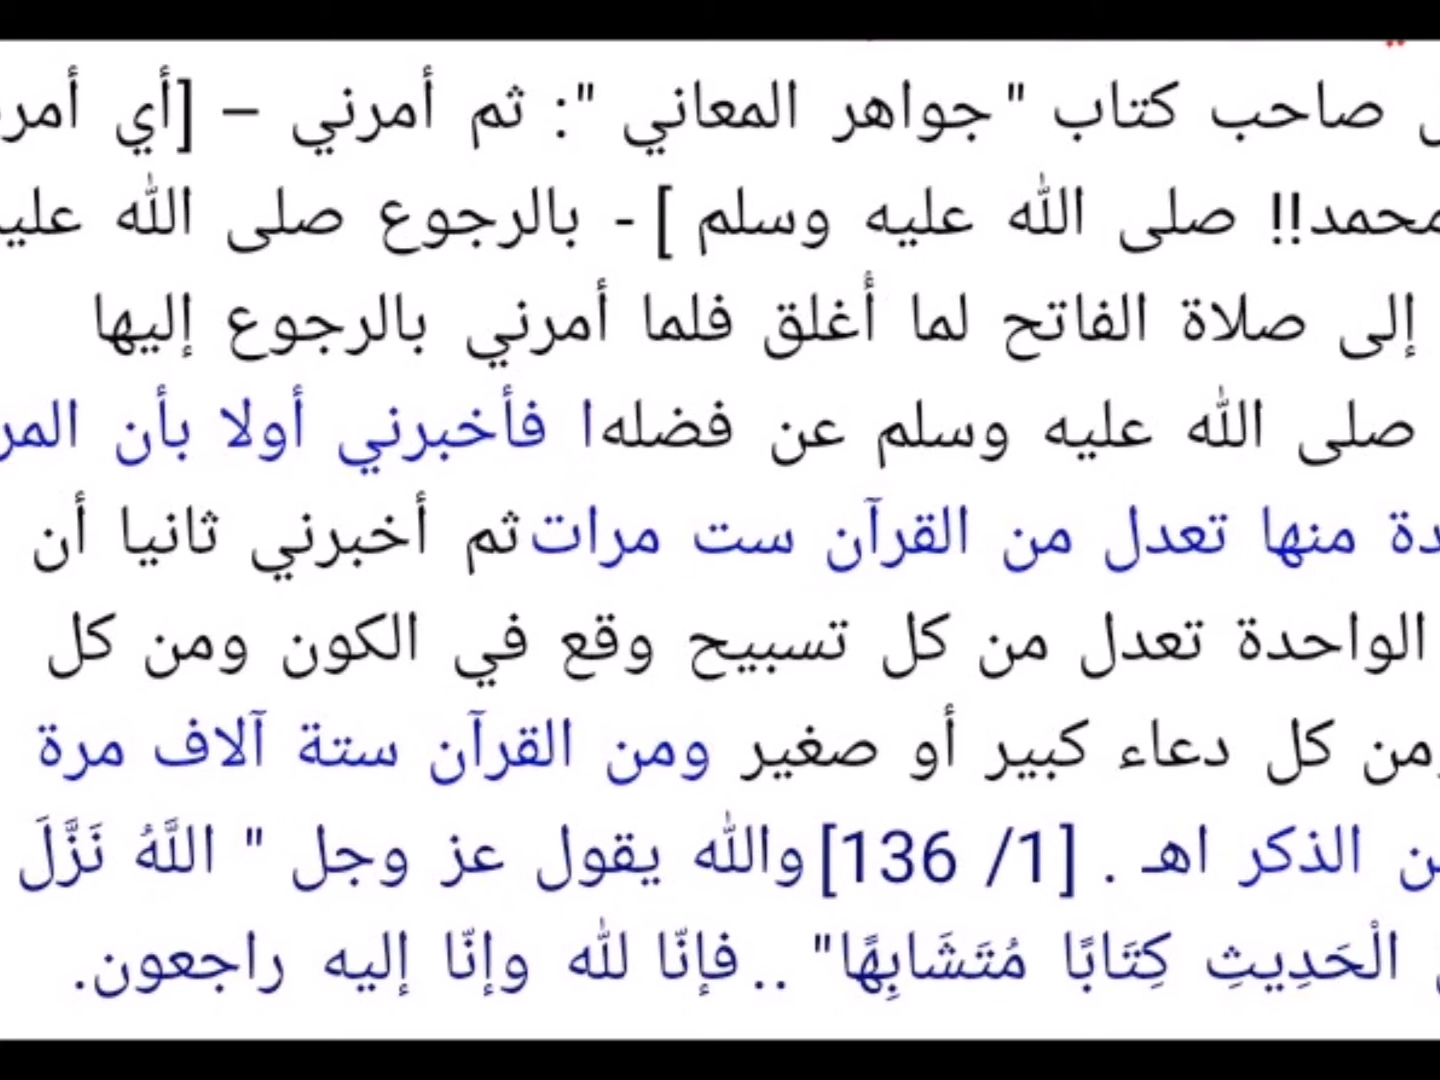 صاحب كتاب "جواهر المعاني ": ثم أمرني – [أي
محمد!! صلى الله عليه وسلم ] - بالرجوع صلى الله
إلى صلاة الفاتح لما أُغلق فلما أمرني بالرجوع إليها
صلى الله عليه وسلم عن فضلها فأخبرني أولا بأن
منها تعدل من القرآن ست مرات ثم أخبرني ثانيا أن
الواحدة تعدل من كل تسبيح وقع في الكون ومن كل
من كل دعاء كبير أو صغير ومن القرآن ستة آلاف مرة
الذكر اهـ . [1/ 136] والله يقول عز وجل " اللَّهُ نَزَّلَ
الْحَدِيثِ كِتَابًا مُتَشَابِهًا" .. فإنّا لله وإنّا إليه راجعون.